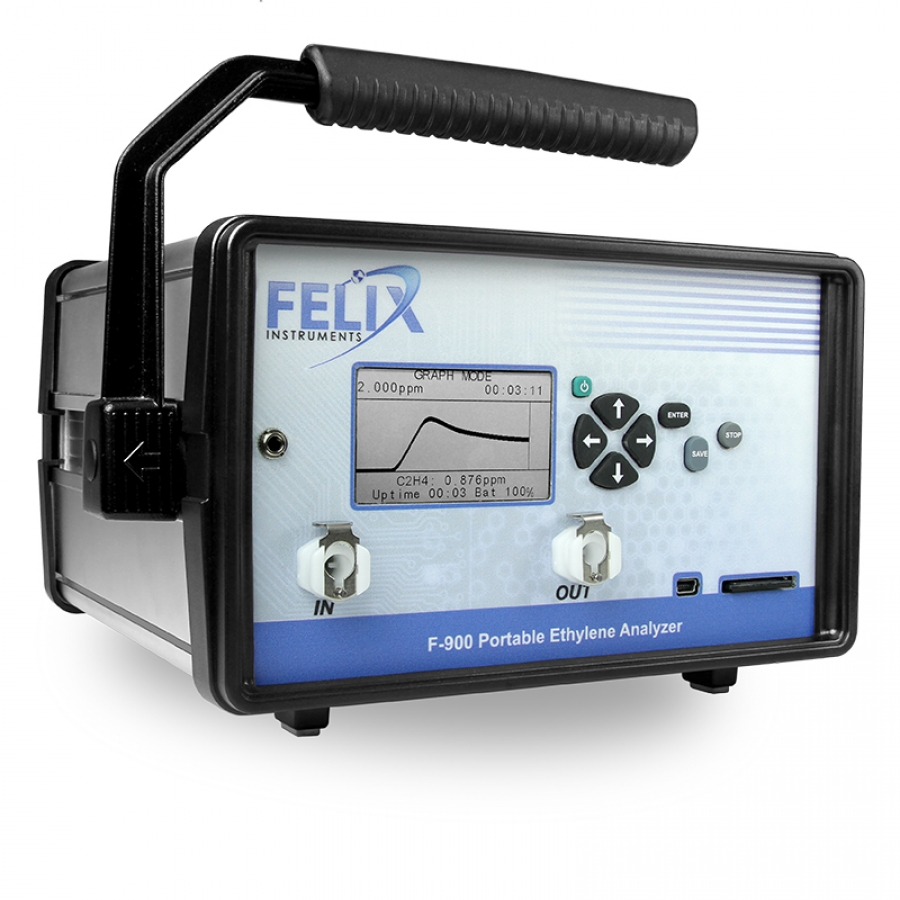 FELIX
INSTRUMENTS
GRAPH MODE
2.000ppm 00:03:11
C2H4: 0.876ppm
Uptime 00:03 Bat 100%
ENTER
SAVE
STOP
IN
OUT
F-900 Portable Ethylene Analyzer